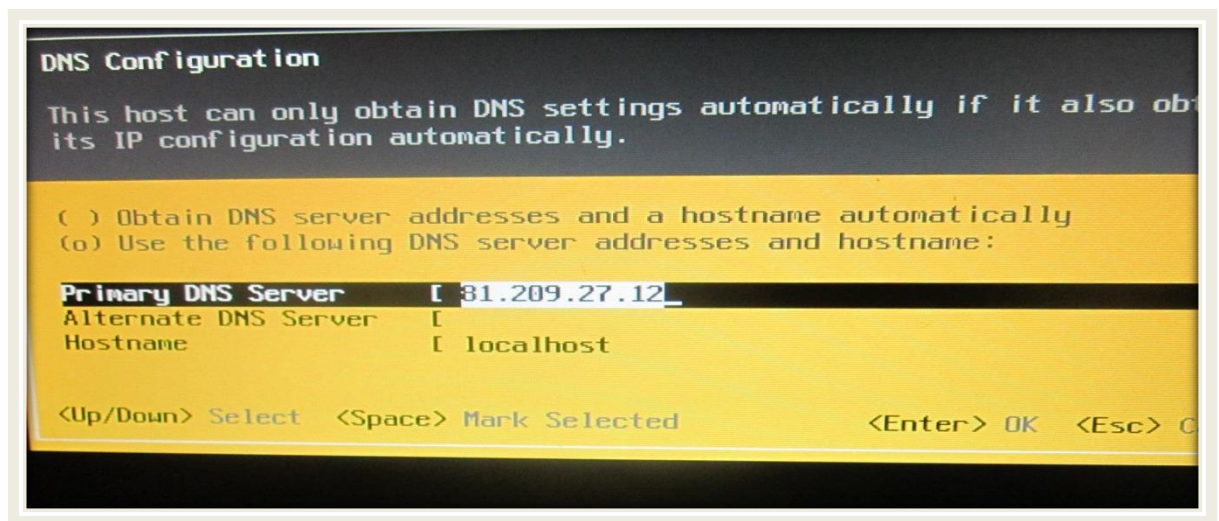 DNS Configuration
This host can only obtain DNS settings automatically if it also
its IP configuration automatically.
( ) Obtain DNS server addresses and a hostname automatically
(o) Use the following DNS server addresses and hostname:
Primary DNS Server [ 81.209.27.12_
Alternate DNS Server [
Hostname [ localhost
<Up/Down> Select <Space> Mark Selected <Enter> OK <Esc>